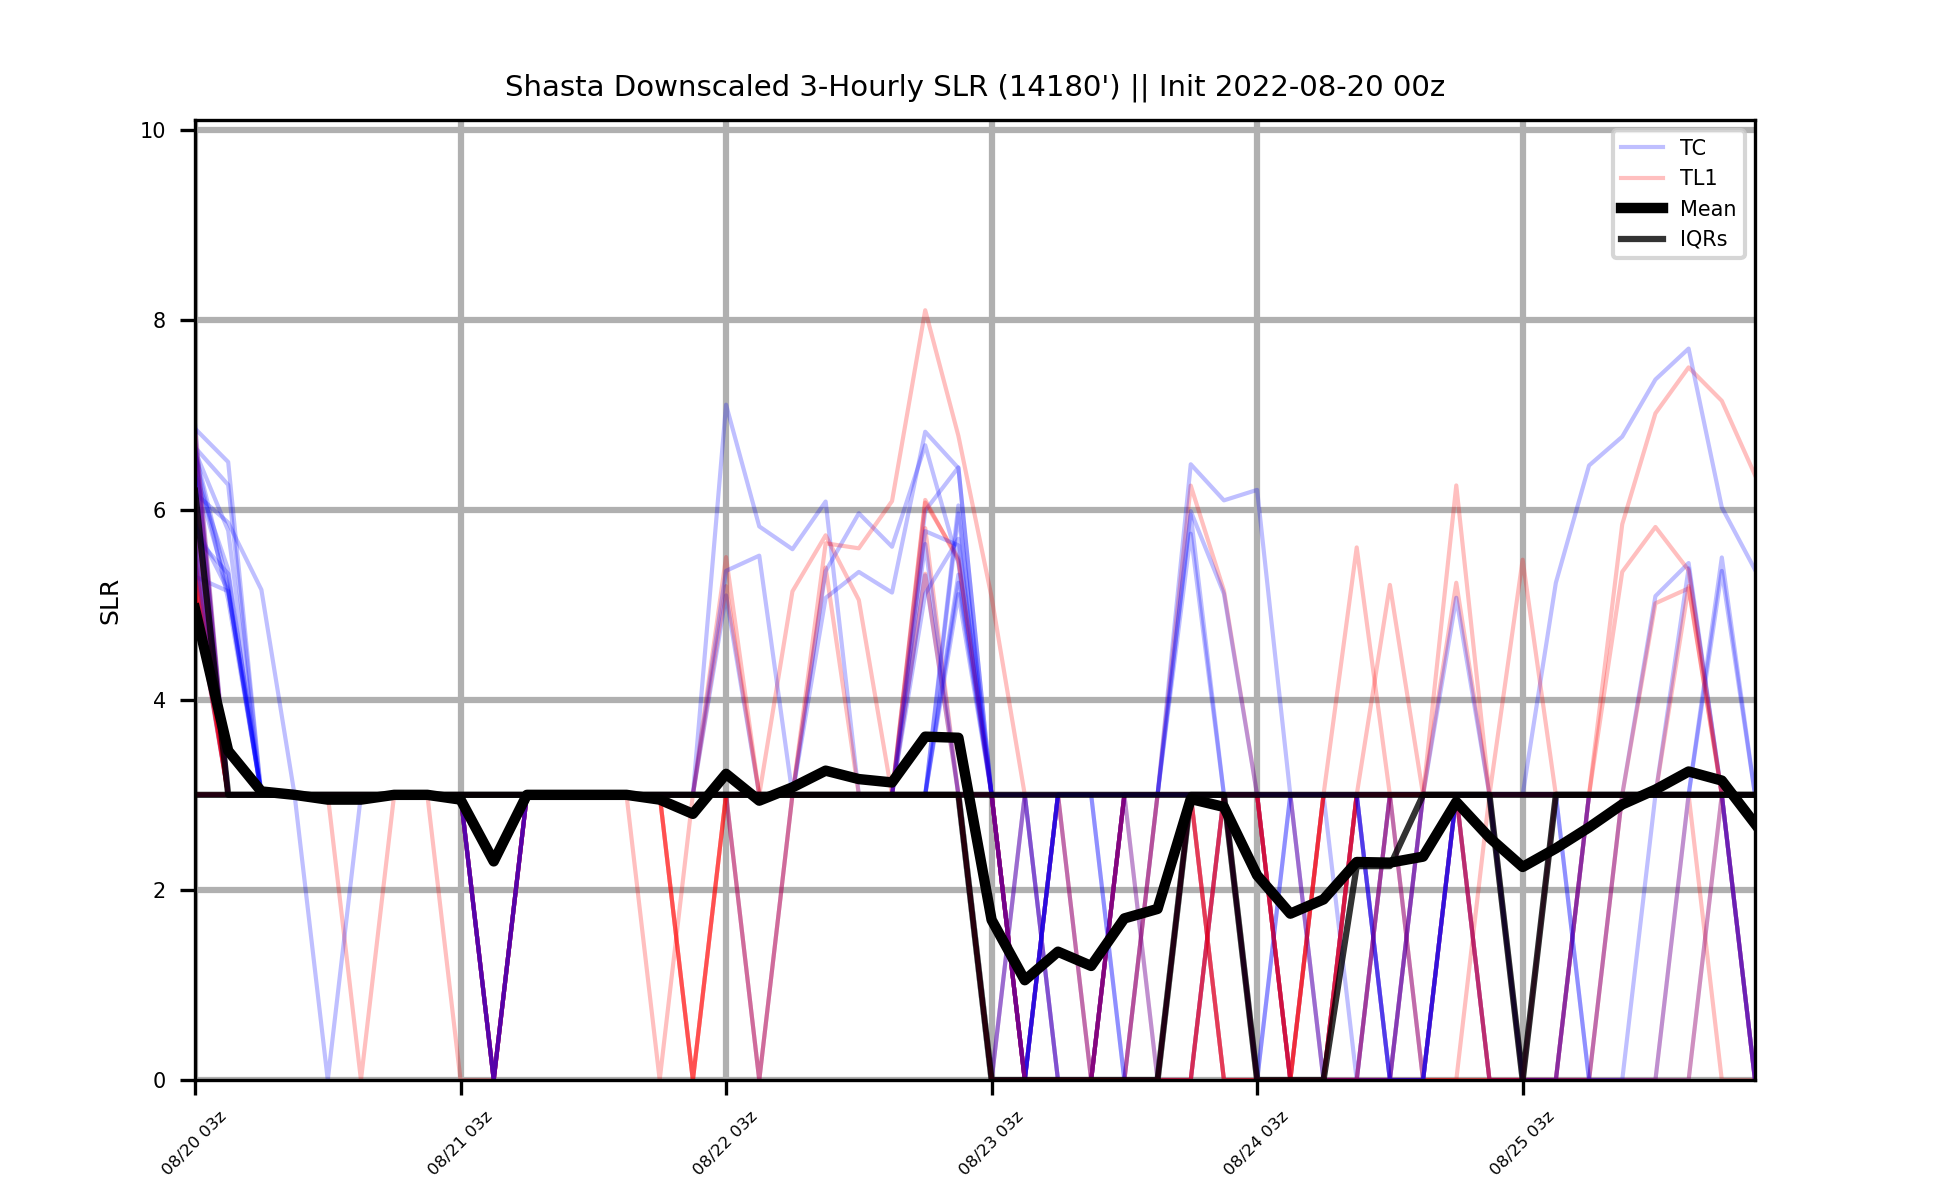 Shasta Downscaled 3-Hourly SLR (14180') || Init 2022-08-20 00z
10
8
6
4
2
0
SLR
TC
TL1
Mean
IQRs
08/20 03z
08/21 03z
08/22 03z
08/23 03z
08/24 03z
08/25 03z